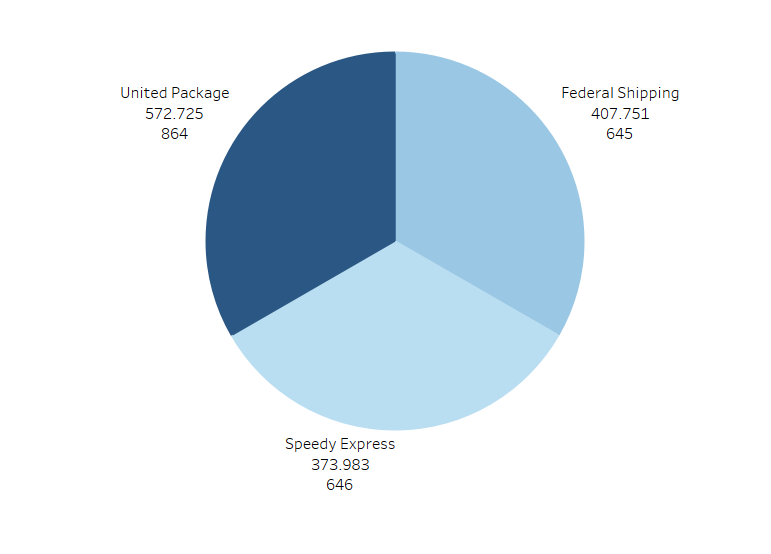 United Package
572.725
864
Federal Shipping
407.751
645
Speedy Express
373.983
646